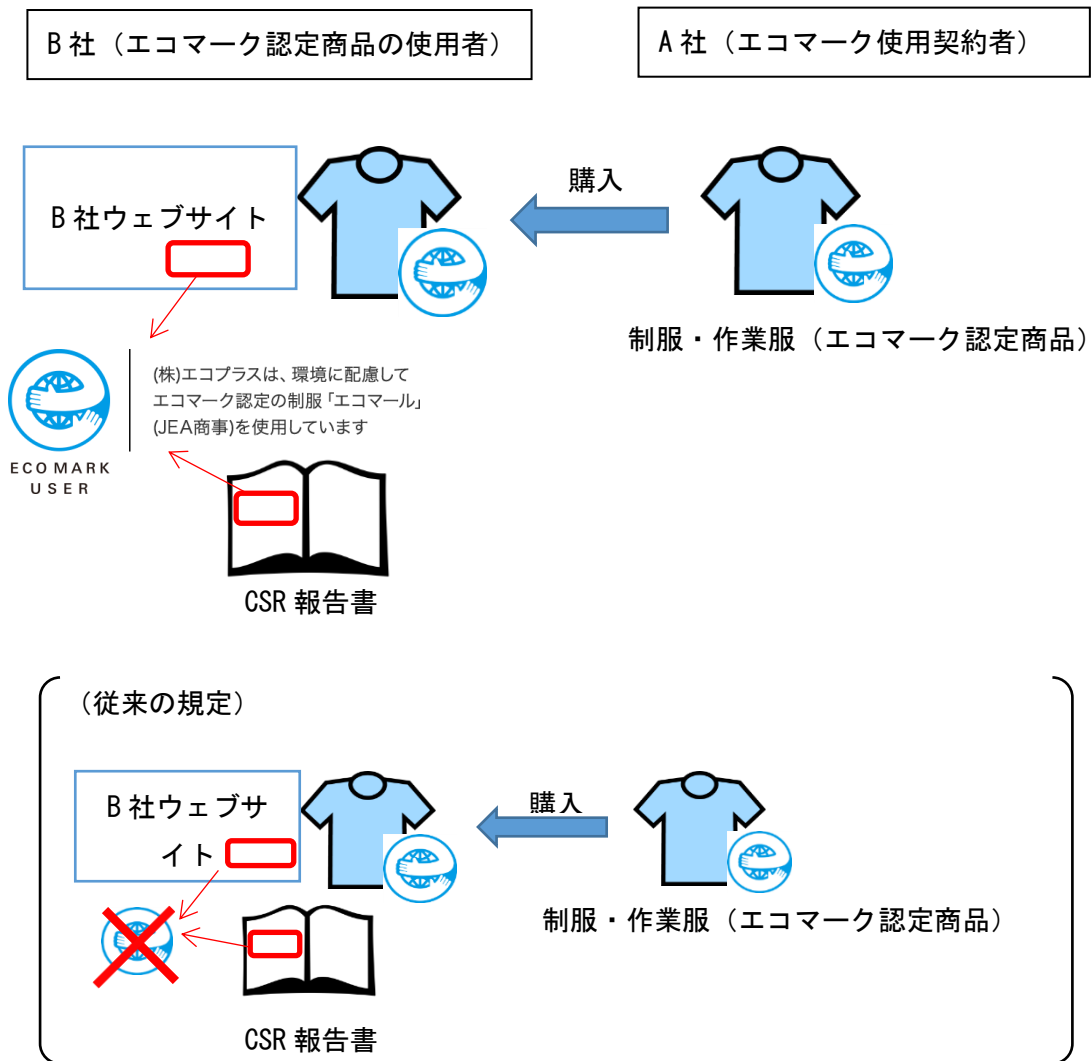 B社（エコマーク認定商品の使用者）
A社（エコマーク使用契約者）
B社ウェブサイト
購入
制服・作業服（エコマーク認定商品）
(株)エコプラスは、環境に配慮して
エコマーク認定の制服「エコマール」
(JEA商事)を使用しています
ECO MARK
USER
CSR報告書
（従来の規定）
B社ウェブサ
イト
購入
制服・作業服（エコマーク認定商品）
CSR報告書